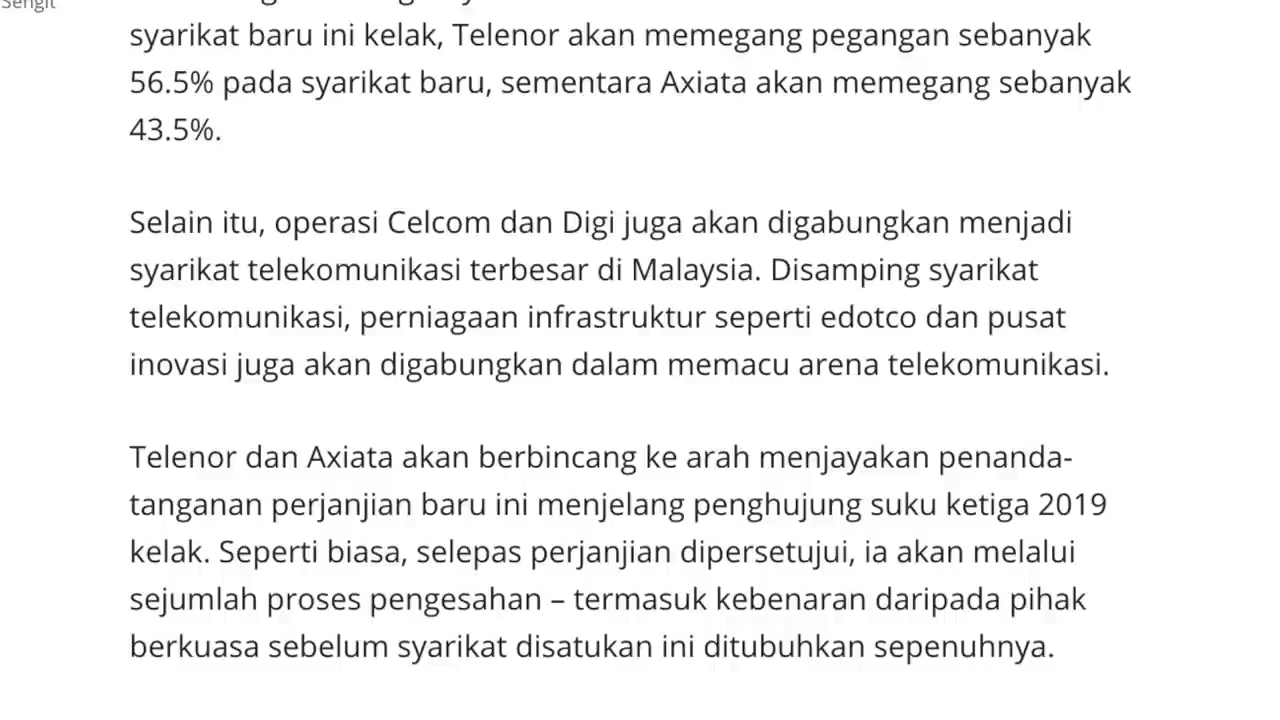 Sengit
syarikat baru ini kelak, Telenor akan memegang pegangan sebanyak
56.5% pada syarikat baru, sementara Axiata akan memegang sebanyak
43.5%.
Selain itu, operasi Celcom dan Digi juga akan digabungkan menjadi
syarikat telekomunikasi terbesar di Malaysia. Disamping syarikat
telekomunikasi, perniagaan infrastruktur seperti edotco dan pusat
inovasi juga akan digabungkan dalam memacu arena telekomunikasi.
Telenor dan Axiata akan berbincang ke arah menjayakan penanda-
tanganan perjanjian baru ini menjelang penghujung suku ketiga 2019
kelak. Seperti biasa, selepas perjanjian dipersetujui, ia akan melalui
sejumlah proses pengesahan – termasuk kebenaran daripada pihak
berkuasa sebelum syarikat disatukan ini ditubuhkan sepenuhnya.